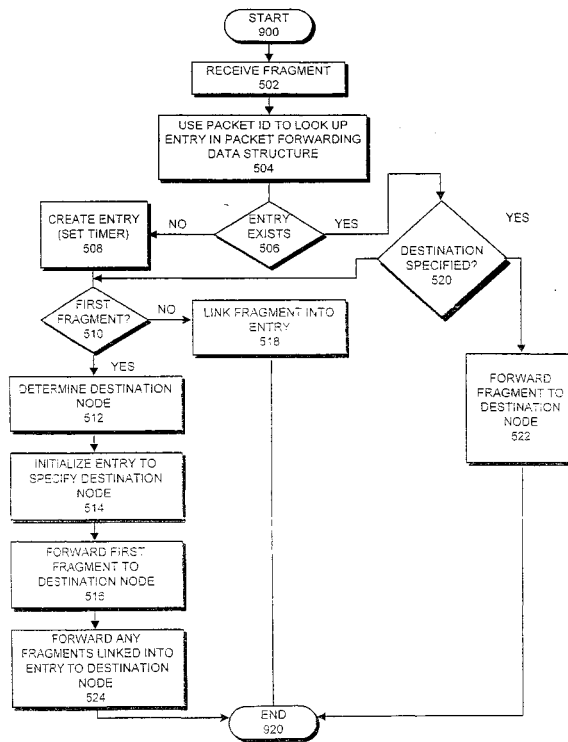 START
900
RECEIVE FRAGMENT
502
USE PACKET ID TO LOOK UP
ENTRY IN PACKET FORWARDING
DATA STRUCTURE
504
CREATE ENTRY
(SET TIMER)
508
NO
ENTRY
EXISTS
506
YES
DESTINATION
SPECIFIED?
520
YES
FIRST
FRAGMENT?
510
NO
LINK FRAGMENT INTO
ENTRY
518
YES
DETERMINE DESTINATION
NODE
512
FORWARD
FRAGMENT TO
DESTINATION
NODE
522
INITIALIZE ENTRY TO
SPECIFY DESTINATION
NODE
514
FORWARD FIRST
FRAGMENT TO
DESTINATION NODE
516
FORWARD ANY
FRAGMENTS LINKED INTO
ENTRY TO DESTINATION
NODE
524
END
920